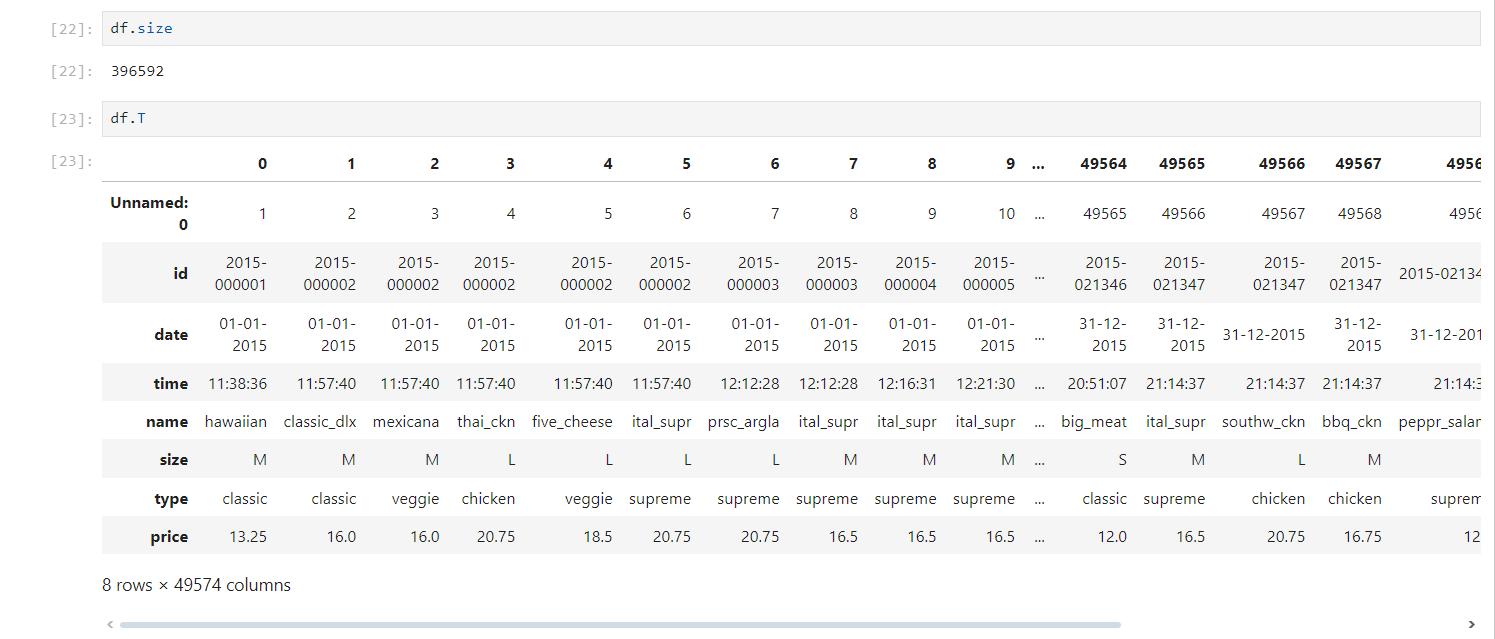 [22]: df.size
[22]: 396592
[23]: df.T
[23]:
0 1 2 3 4 5 6 7 8 9 ... 49564 49565 49566 49567 4956
Unnamed: 0 1 2 3 4 5 6 7 8 9 10 ... 49565 49566 49567 49568 4956
id 2015-000001 2015-000002 2015-000002 2015-000002 2015-000002 2015-000002 2015-000003 2015-000003 2015-000004 2015-000005 ... 2015-021346 2015-021347 2015-021347 2015-021347 2015-02134
date 01-01-2015 01-01-2015 01-01-2015 01-01-2015 01-01-2015 01-01-2015 01-01-2015 01-01-2015 01-01-2015 01-01-2015 ... 31-12-2015 31-12-2015 31-12-2015 31-12-2015 31-12-201
time 11:38:36 11:57:40 11:57:40 11:57:40 11:57:40 11:57:40 12:12:28 12:12:28 12:16:31 12:21:30 ... 20:51:07 21:14:37 21:14:37 21:14:37 21:14:3
name hawaiian classic_dlx mexicana thai_ckn five_cheese ital_supr prsc_argla ital_supr ital_supr ital_supr ... big_meat ital_supr southw_ckn bbq_ckn peppr_salar
size M M M L L L L M M M ... S M L M
type classic classic veggie chicken veggie supreme supreme supreme supreme supreme ... classic supreme chicken chicken suprem
price 13.25 16.0 16.0 20.75 18.5 20.75 20.75 16.5 16.5 16.5 ... 12.0 16.5 20.75 16.75 12
8 rows × 49574 columns